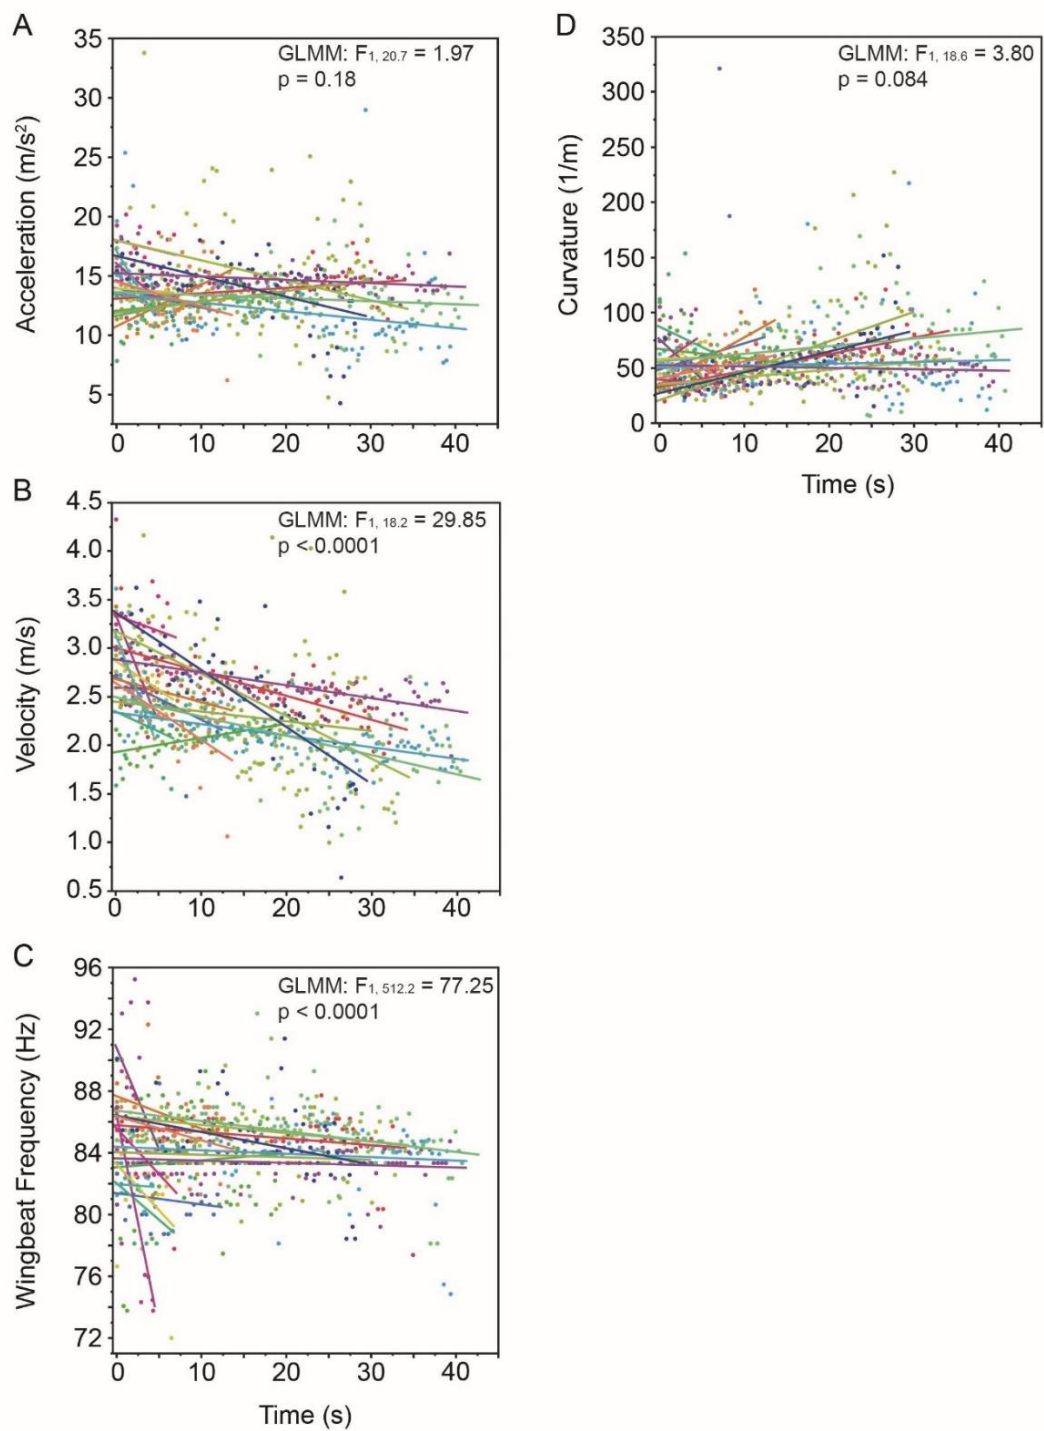 A
GLMM: F1, 20.7 = 1.97
p = 0.18
35
30
25
20
15
10
5
Acceleration (m/s²)
0 10 20 30 40
B
GLMM: F1, 18.2 = 29.85
p < 0.0001
4.5
4.0
3.5
3.0
2.5
2.0
1.5
1.0
0.5
Velocity (m/s)
0 10 20 30 40
C
GLMM: F1, 512.2 = 77.25
p < 0.0001
96
92
88
84
80
76
72
Wingbeat Frequency (Hz)
0 10 20 30 40
Time (s)
D
GLMM: F1, 18.6 = 3.80
p = 0.084
350
300
250
200
150
100
50
0
Curvature (1/m)
0 10 20 30 40
Time (s)